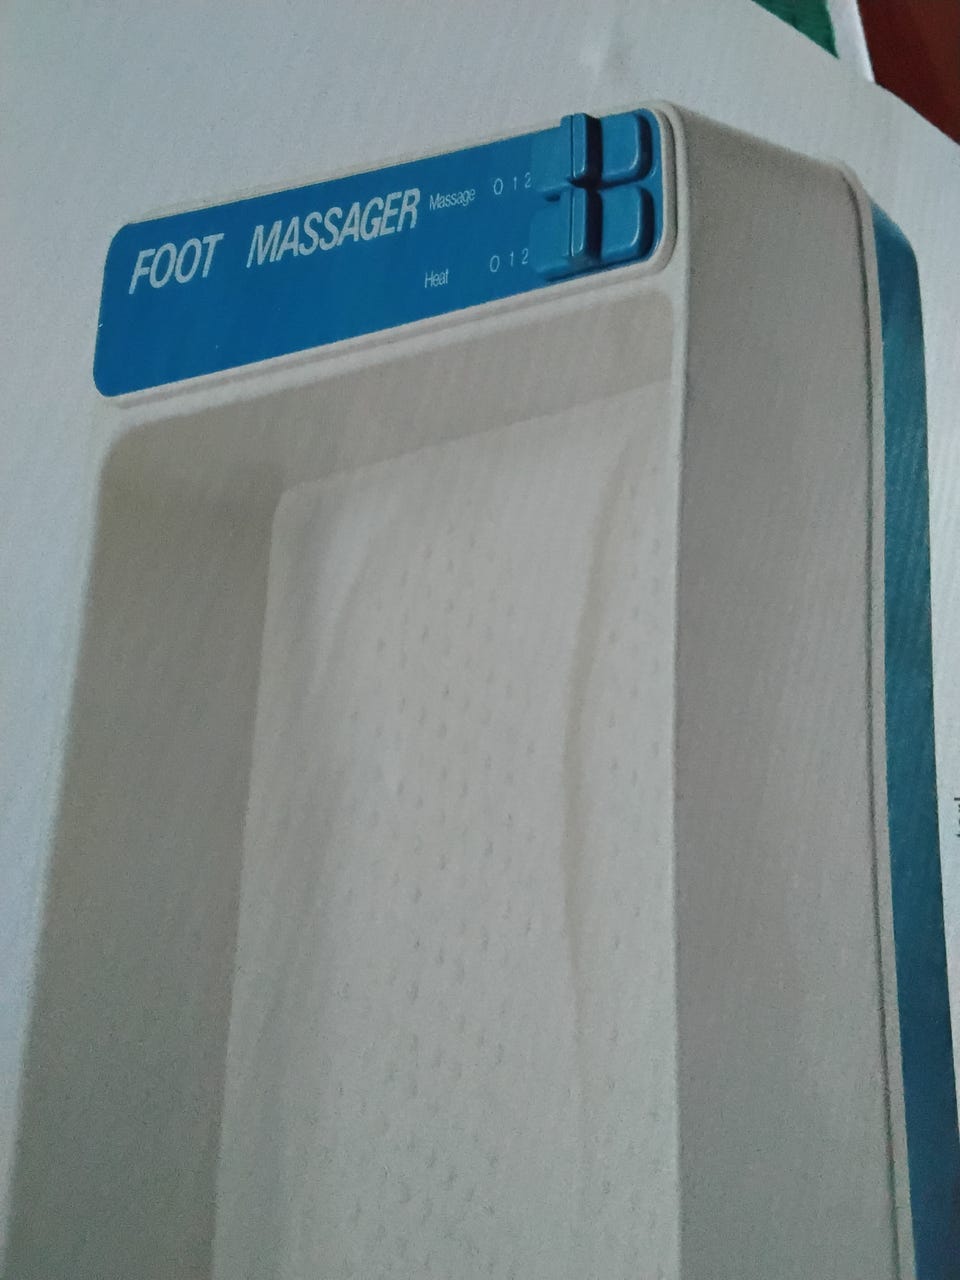 FOOT MASSAGER
Massage 0 1 2
Heat 0 1 2